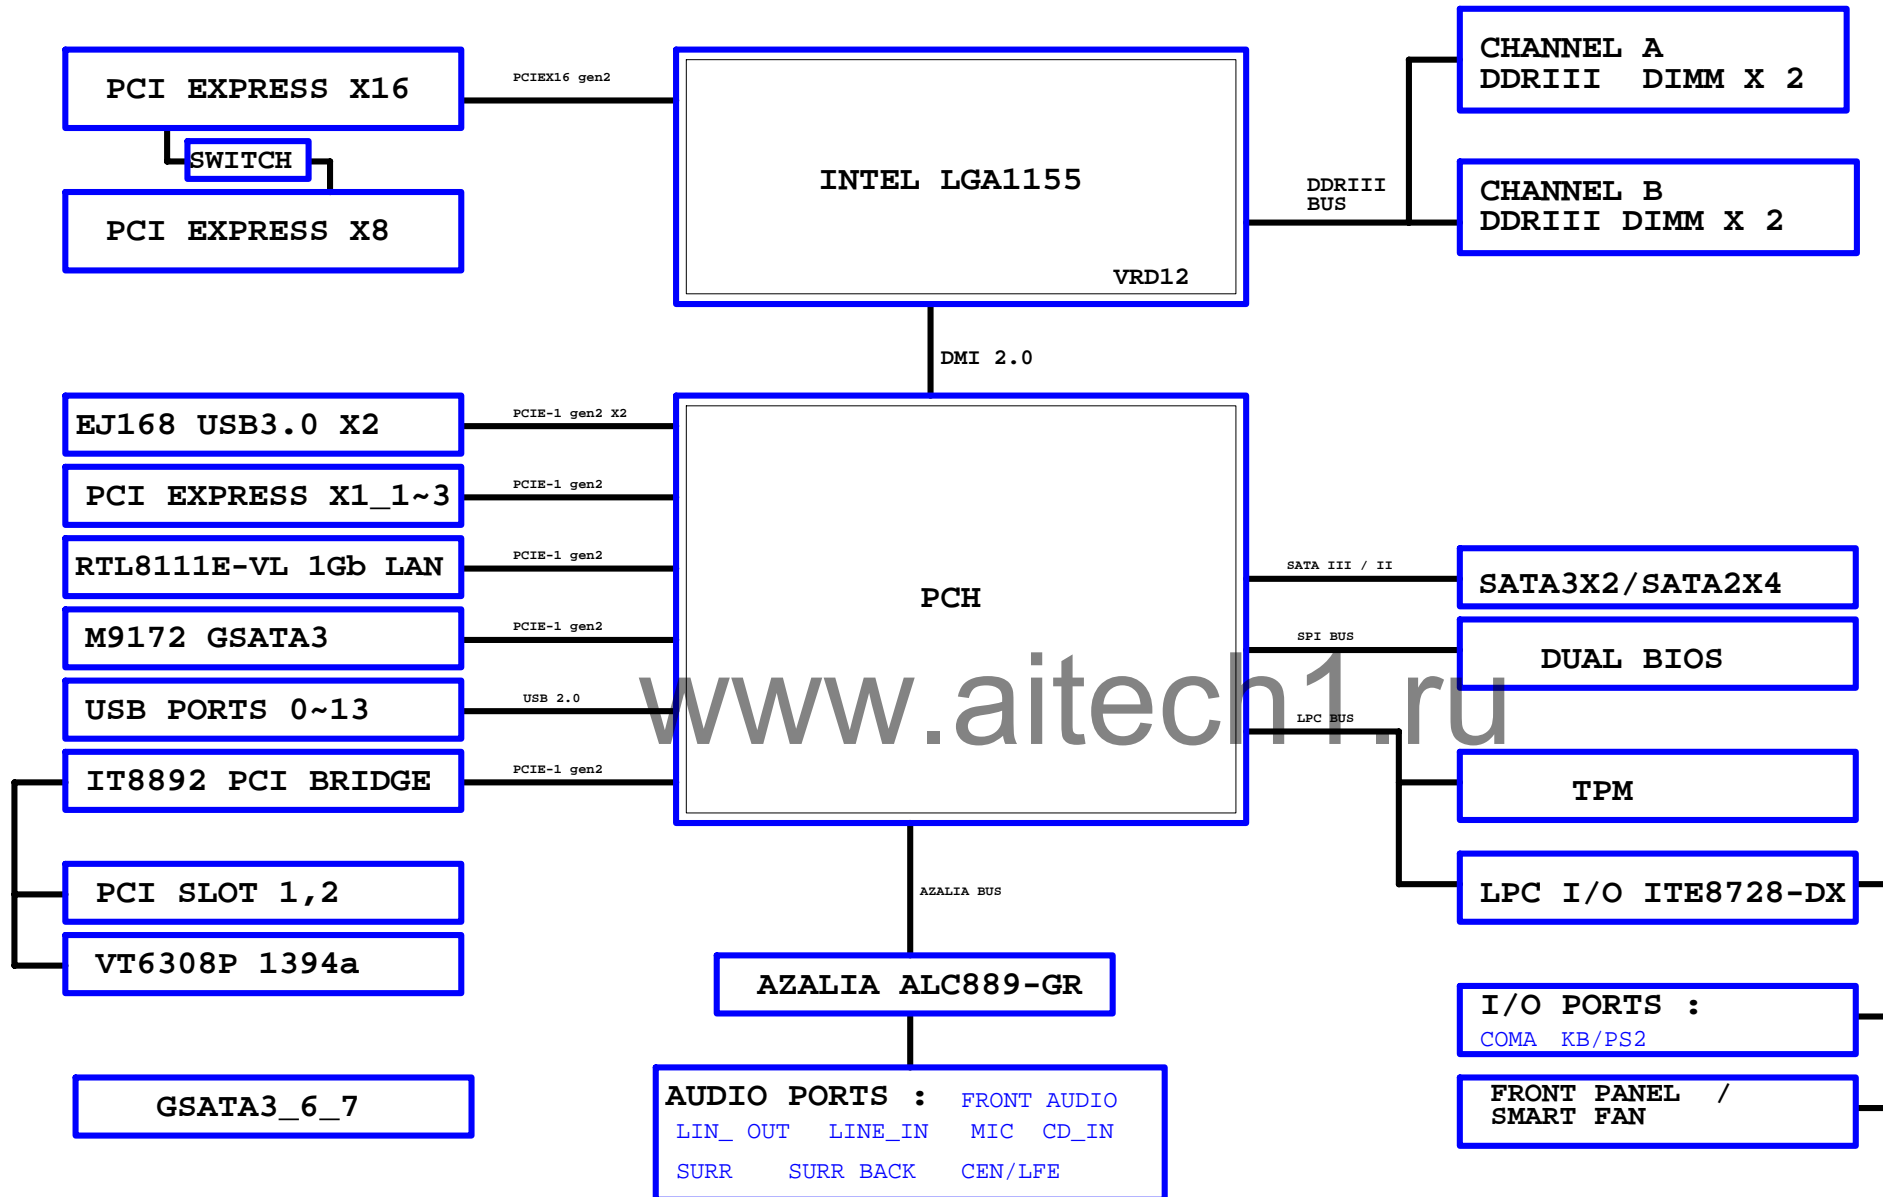 PCI EXPRESS X16
PCIEX16 gen2
SWITCH
PCI EXPRESS X8
INTEL LGA1155
VRD12
DDRIII
BUS
CHANNEL A
DDRIII DIMM X 2
CHANNEL B
DDRIII DIMM X 2
DMI 2.0
EJ168 USB3.0 X2
PCIE-1 gen2 X2
PCI EXPRESS X1_1~3
PCIE-1 gen2
RTL8111E-VL 1Gb LAN
PCIE-1 gen2
M9172 GSATA3
PCIE-1 gen2
USB PORTS 0~13
USB 2.0
IT8892 PCI BRIDGE
PCIE-1 gen2
PCI SLOT 1,2
VT6308P 1394a
GSATA3_6_7
PCH
www.aitech1.ru
SATA III / II
SATA3X2/SATA2X4
SPI BUS
DUAL BIOS
LPC BUS
TPM
LPC I/O ITE8728-DX
I/O PORTS :
COMA KB/PS2
FRONT PANEL /
SMART FAN
AZALIA BUS
AZALIA ALC889-GR
AUDIO PORTS : FRONT AUDIO
LIN_ OUT LINE_IN MIC CD_IN
SURR SURR BACK CEN/LFE